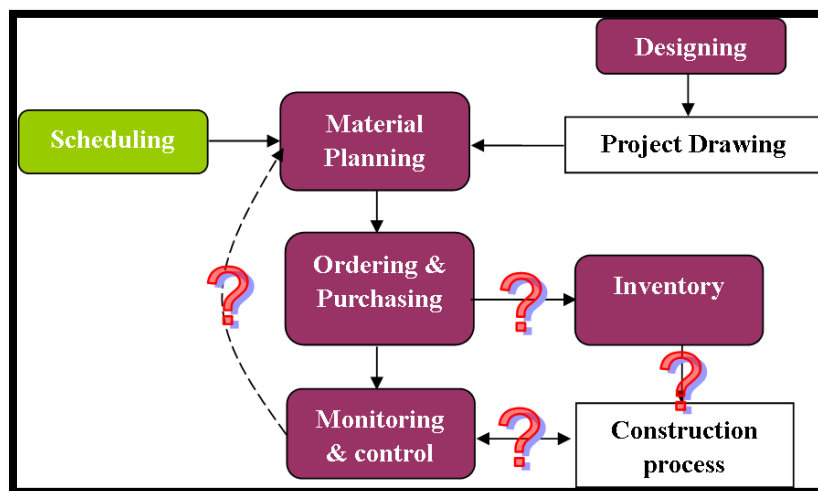 Designing
Scheduling
Material
Planning
Project Drawing
Ordering &
Purchasing
?
?
Inventory
?
Monitoring
& control
?
Construction
process